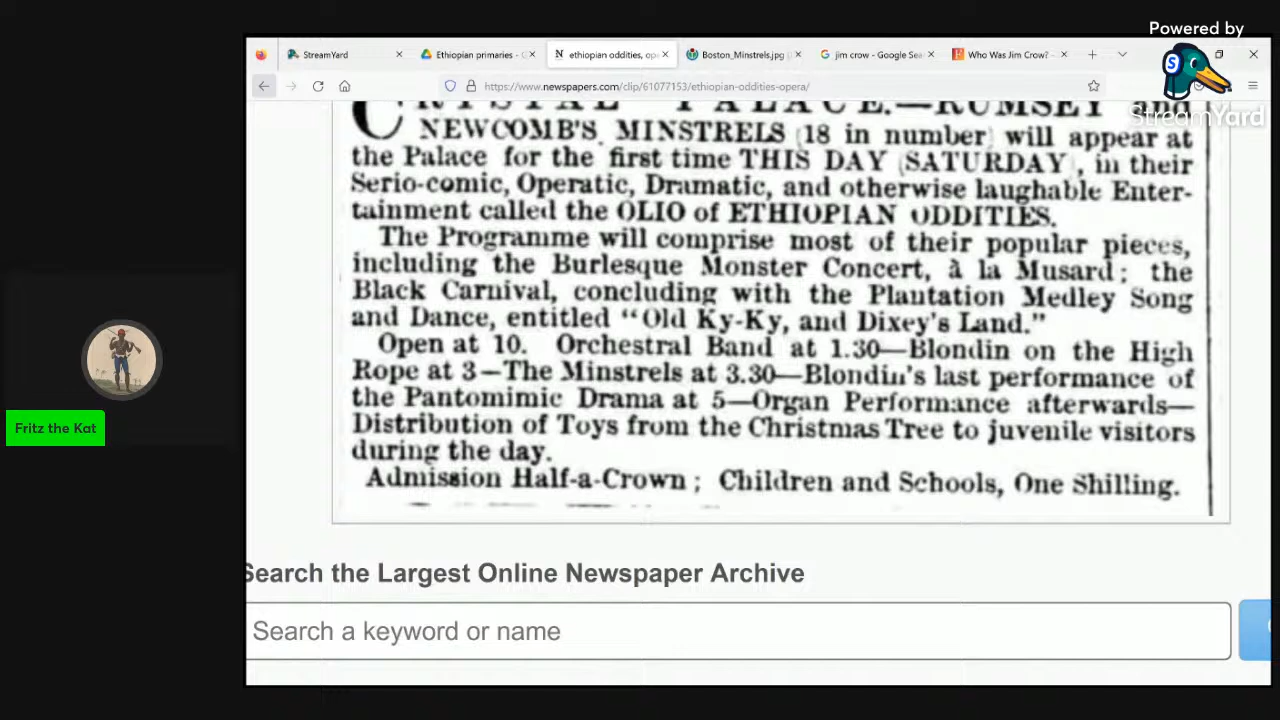 Powered by
StreamYard
StreamYard
Ethiopian primaries - G
ethiopian oddities, ope
Boston_Minstrels.jpg (
jim crow - Google Sea
Who Was Jim Crow? -
https://www.newspapers.com/clip/61077153/ethiopian-oddities-opera/
CRYSTAL PALACE.—RUMSEY and
NEWCOMB'S MINSTRELS (18 in number) will appear at
the Palace for the first time THIS DAY (SATURDAY), in their
Serio-comic, Operatic, Dramatic, and otherwise laughable Enter-
tainment called the OLIO of ETHIOPIAN ODDITIES.
The Programme will comprise most of their popular pieces,
including the Burlesque Monster Concert, à la Musard; the
Black Carnival, concluding with the Plantation Medley Song
and Dance, entitled "Old Ky-Ky, and Dixey's Land."
Open at 10. Orchestral Band at 1.30—Blondin on the High
Rope at 3—The Minstrels at 3.30—Blondin's last performance of
the Pantomimic Drama at 5—Organ Performance afterwards—
Distribution of Toys from the Christmas Tree to juvenile visitors
during the day.
Admission Half-a-Crown; Children and Schools, One Shilling.
Fritz the Kat
Search the Largest Online Newspaper Archive
Search a keyword or name